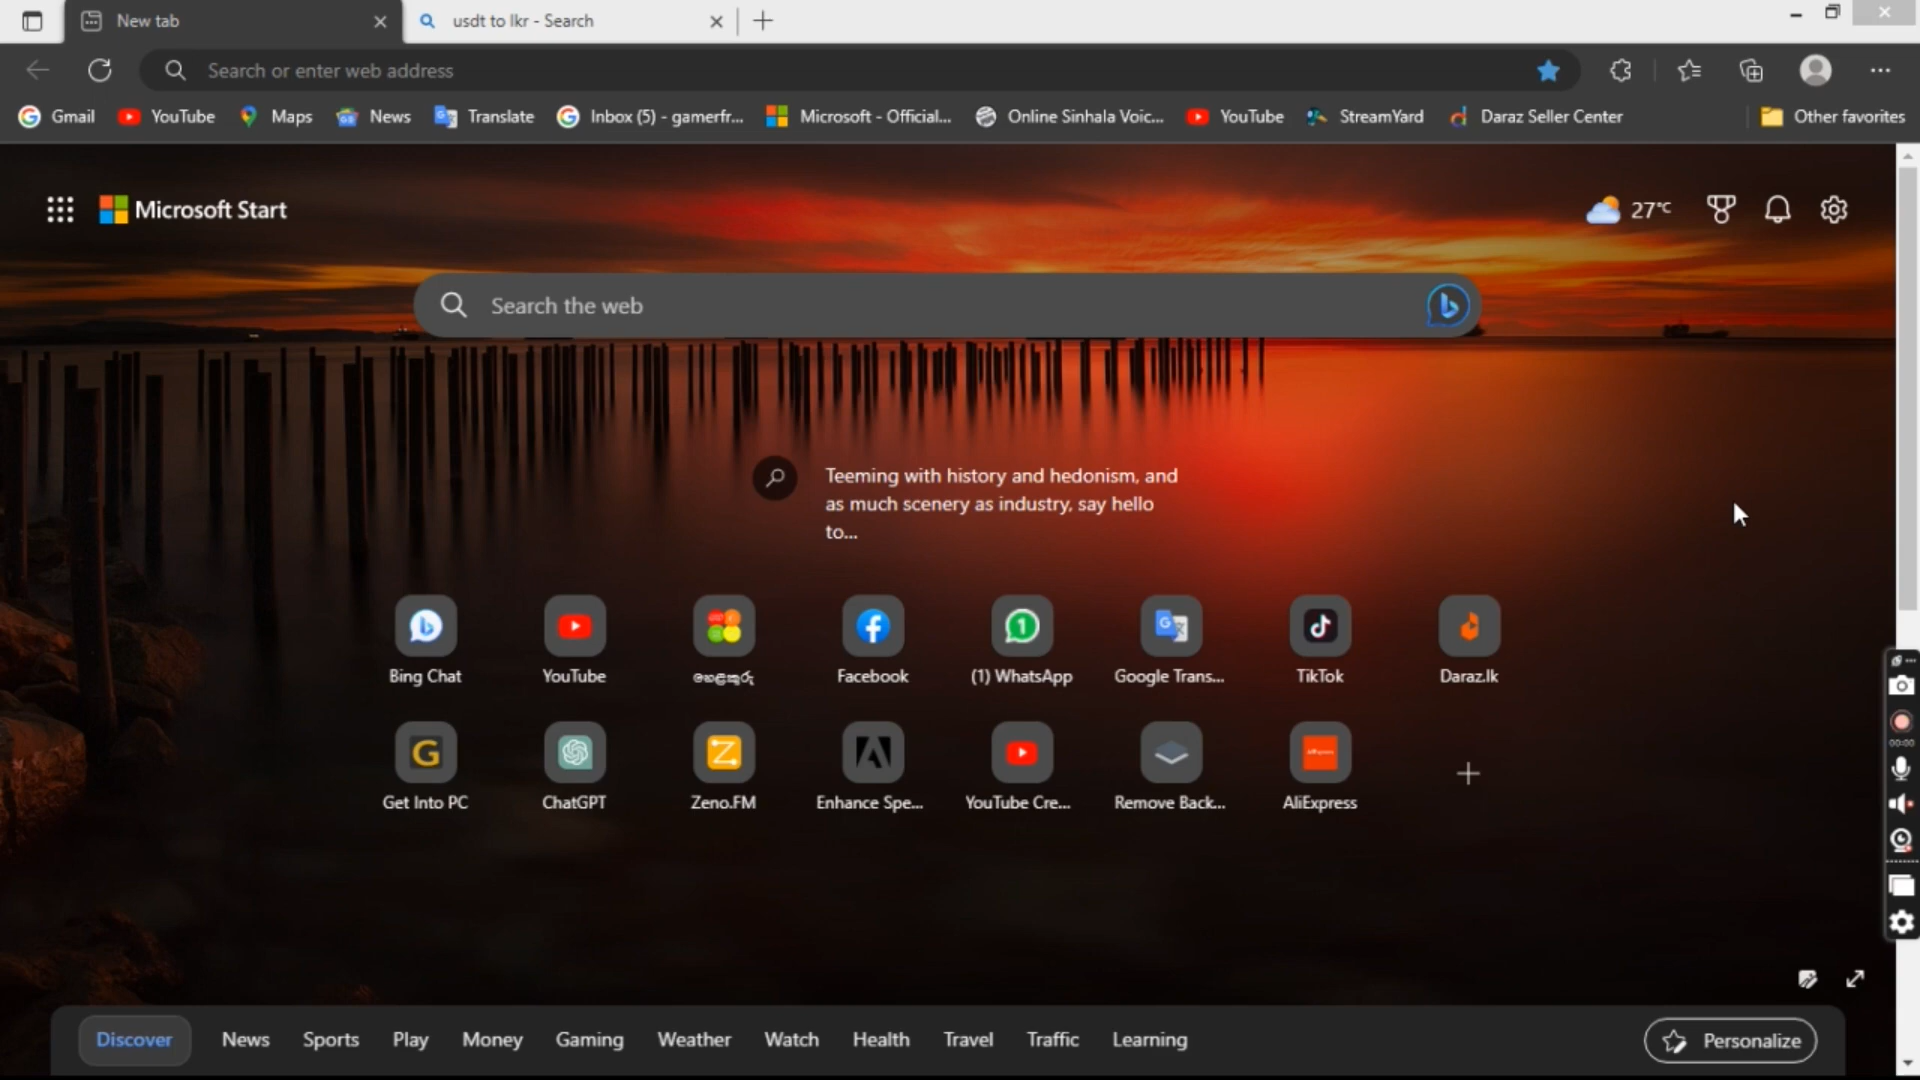 New tab
usdt to lkr - Search
Search or enter web address
Gmail
YouTube
Maps
News
Translate
Inbox (5) - gamerfr...
Microsoft - Official...
Online Sinhala Voic...
YouTube
StreamYard
Daraz Seller Center
Other favorites
Microsoft Start
27°C
Search the web
Teeming with history and hedonism, and
as much scenery as industry, say hello
to...
Bing Chat
YouTube
හෙළකුරු
Facebook
(1) WhatsApp
Google Trans...
TikTok
Daraz.lk
Get Into PC
ChatGPT
Zeno.FM
Enhance Spe...
YouTube Cre...
Remove Back...
AliExpress
00:00
Discover
News
Sports
Play
Money
Gaming
Weather
Watch
Health
Travel
Traffic
Learning
Personalize